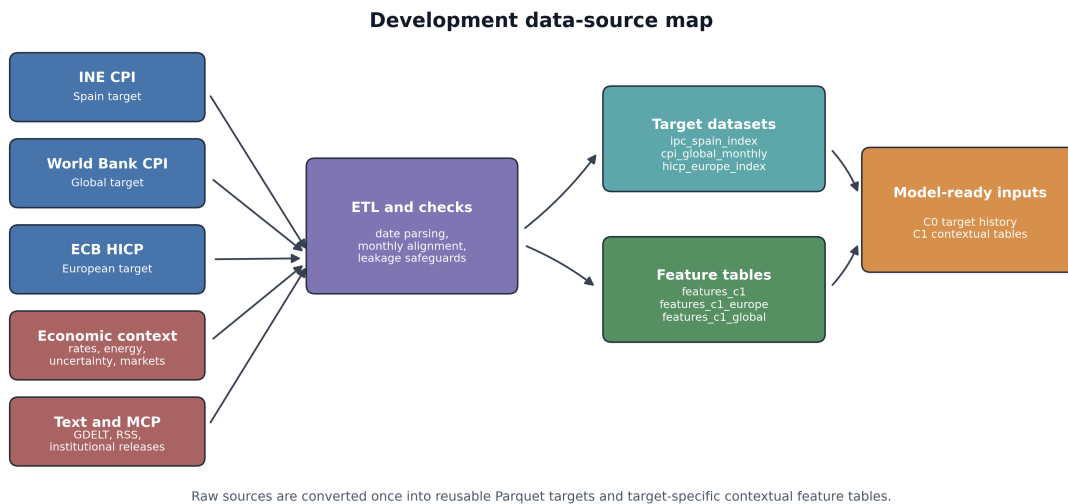 Development data-source map
INE CPI
Spain target
World Bank CPI
Global target
ECB HICP
European target
Economic context
rates, energy,
uncertainty, markets
Text and MCP
GDELT, RSS,
institutional releases
ETL and checks
date parsing,
monthly alignment,
leakage safeguards
Target datasets
ipc_spain_index
cpi_global_monthly
hicp_europe_index
Feature tables
features_c1
features_c1_europe
features_c1_global
Model-ready inputs
C0 target history
C1 contextual tables
Raw sources are converted once into reusable Parquet targets and target-specific contextual feature tables.